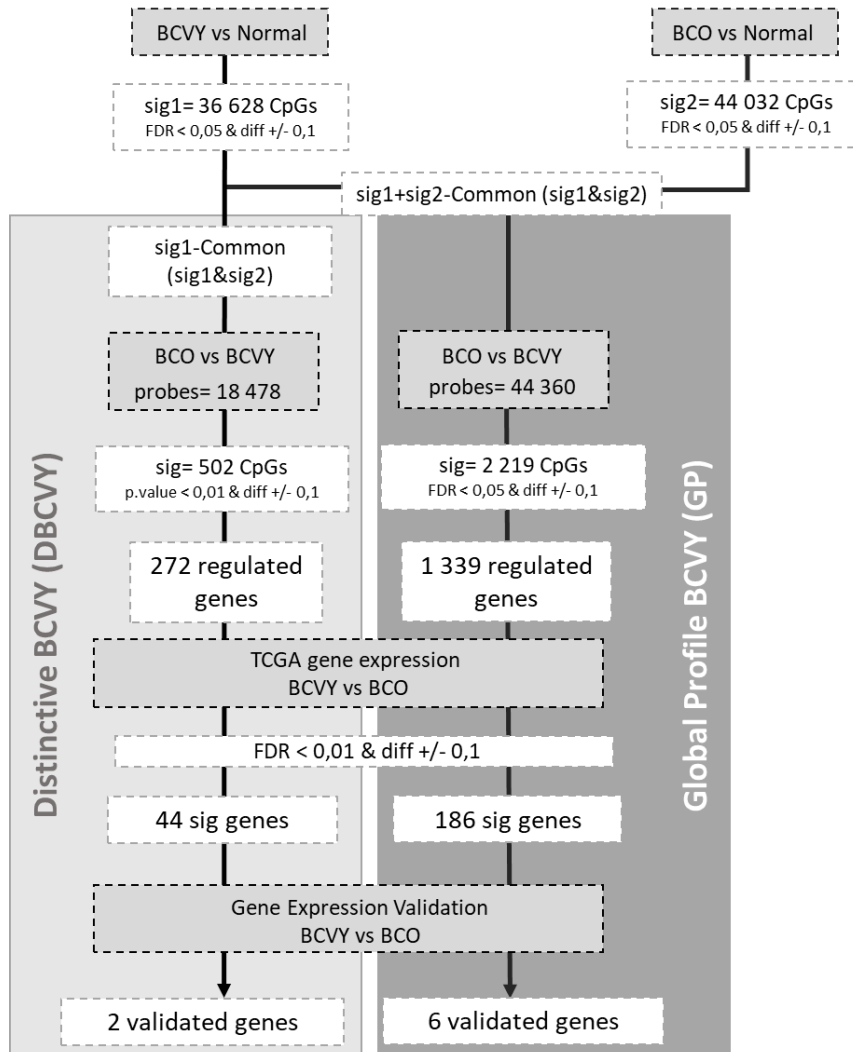 BCVY vs Normal
BCO vs Normal
sig1= 36 628 CpGs
FDR < 0,05 & diff +/- 0,1
sig2= 44 032 CpGs
FDR < 0,05 & diff +/- 0,1
sig1+sig2-Common (sig1&sig2)
sig1-Common
(sig1&sig2)
BCO vs BCVY
probes= 18 478
BCO vs BCVY
probes= 44 360
sig= 502 CpGs
p.value < 0,01 & diff +/- 0,1
sig= 2 219 CpGs
FDR < 0,05 & diff +/- 0,1
272 regulated
genes
1 339 regulated
genes
Distinctive BCVY (DBCVY)
Global Profile BCVY (GP)
TCGA gene expression
BCVY vs BCO
FDR < 0,01 & diff +/- 0,1
44 sig genes
186 sig genes
Gene Expression Validation
BCVY vs BCO
2 validated genes
6 validated genes